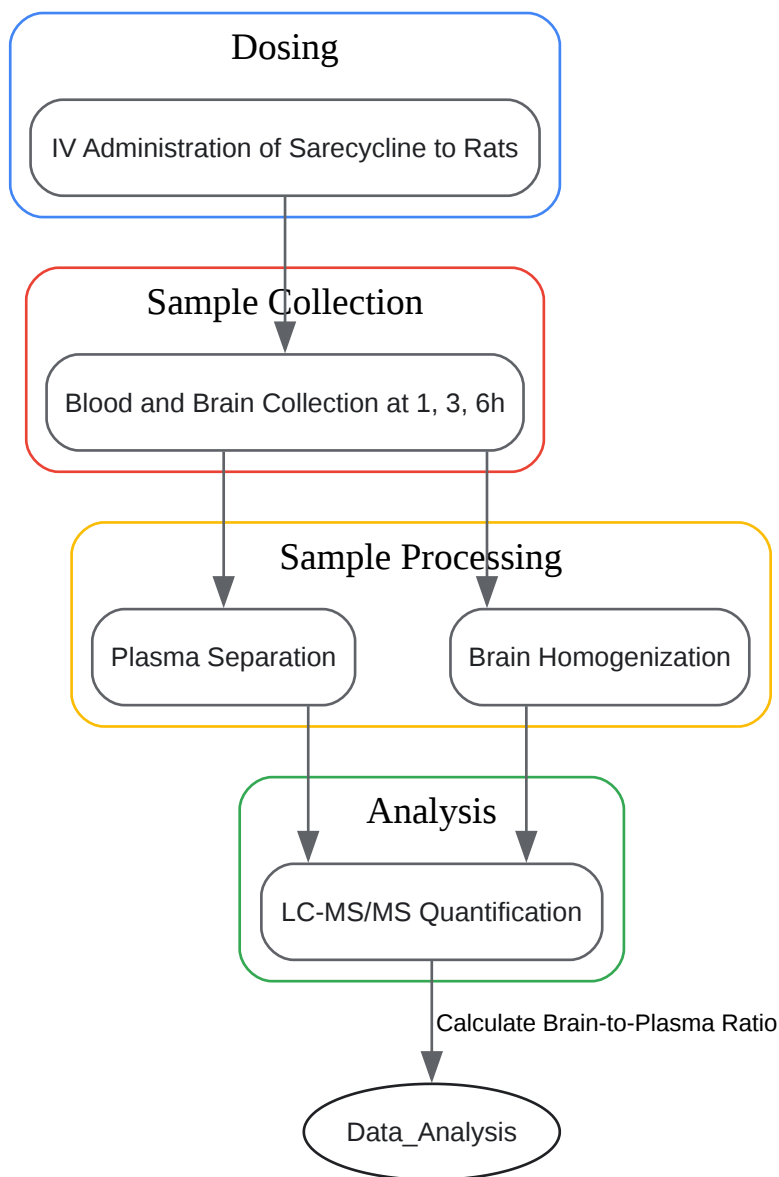 Dosing
IV Administration of Sarecycline to Rats
Sample Collection
Blood and Brain Collection at 1, 3, 6h
Sample Processing
Plasma Separation
Brain Homogenization
Analysis
LC-MS/MS Quantification
Calculate Brain-to-Plasma Ratio
Data_Analysis